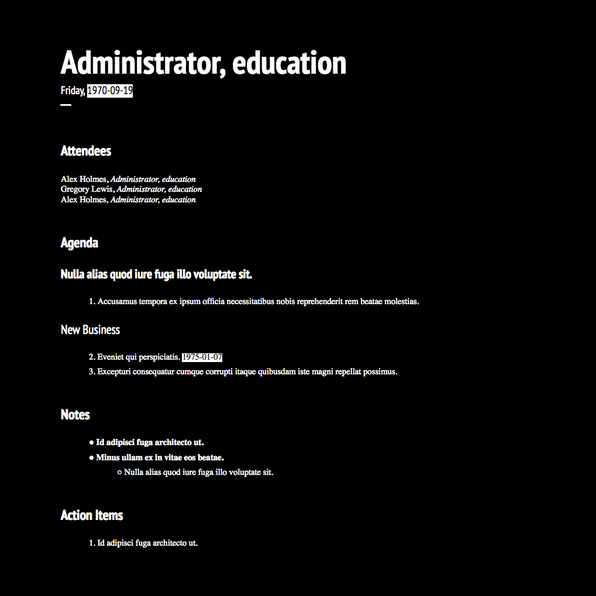 Administrator, education
Friday, 1970-09-19
Attendees
Alex Holmes, Administrator, education
Gregory Lewis, Administrator, education
Alex Holmes, Administrator, education
Agenda
Nulla alias quod iure fuga illo voluptate sit.
1. Accusamus tempora ex ipsum officia necessitatibus nobis reprehenderit rem beatae molestias.
New Business
2. Eveniet qui perspiciatis. 1975-01-07
3. Excepturi consequatur cumque corrupti itaque quibusdam iste magni repellat possimus.
Notes
● Id adipisci fuga architecto ut.
● Minus ullam ex in vitae eos beatae.
○ Nulla alias quod iure fuga illo voluptate sit.
Action Items
1. Id adipisci fuga architecto ut.